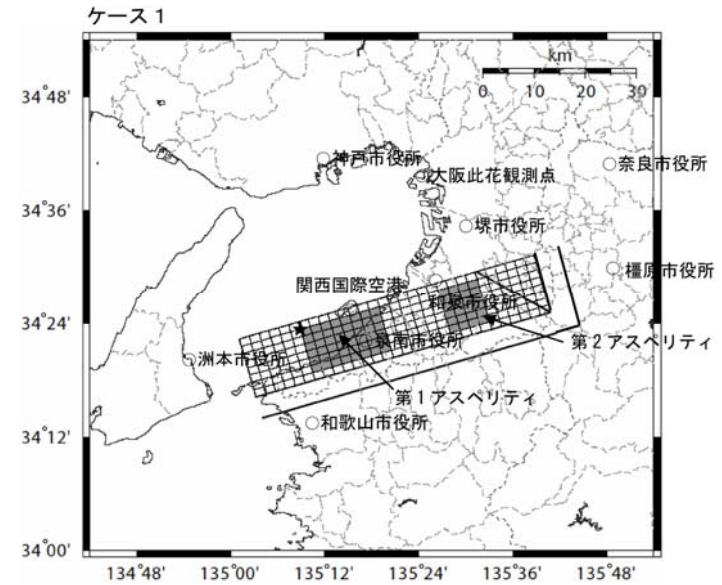 ケース1
km
0 10 20 30
34°48'
34°36'
34°24'
34°12'
34°00'
神戸市役所
大阪此花観測点
奈良市役所
堺市役所
関西国際空港
橿原市役所
和泉市役所
泉南市役所
第2アスペリティ
洲本市役所
第1アスペリティ
和歌山市役所
134°48' 135°00' 135°12' 135°24' 135°36' 135°48'